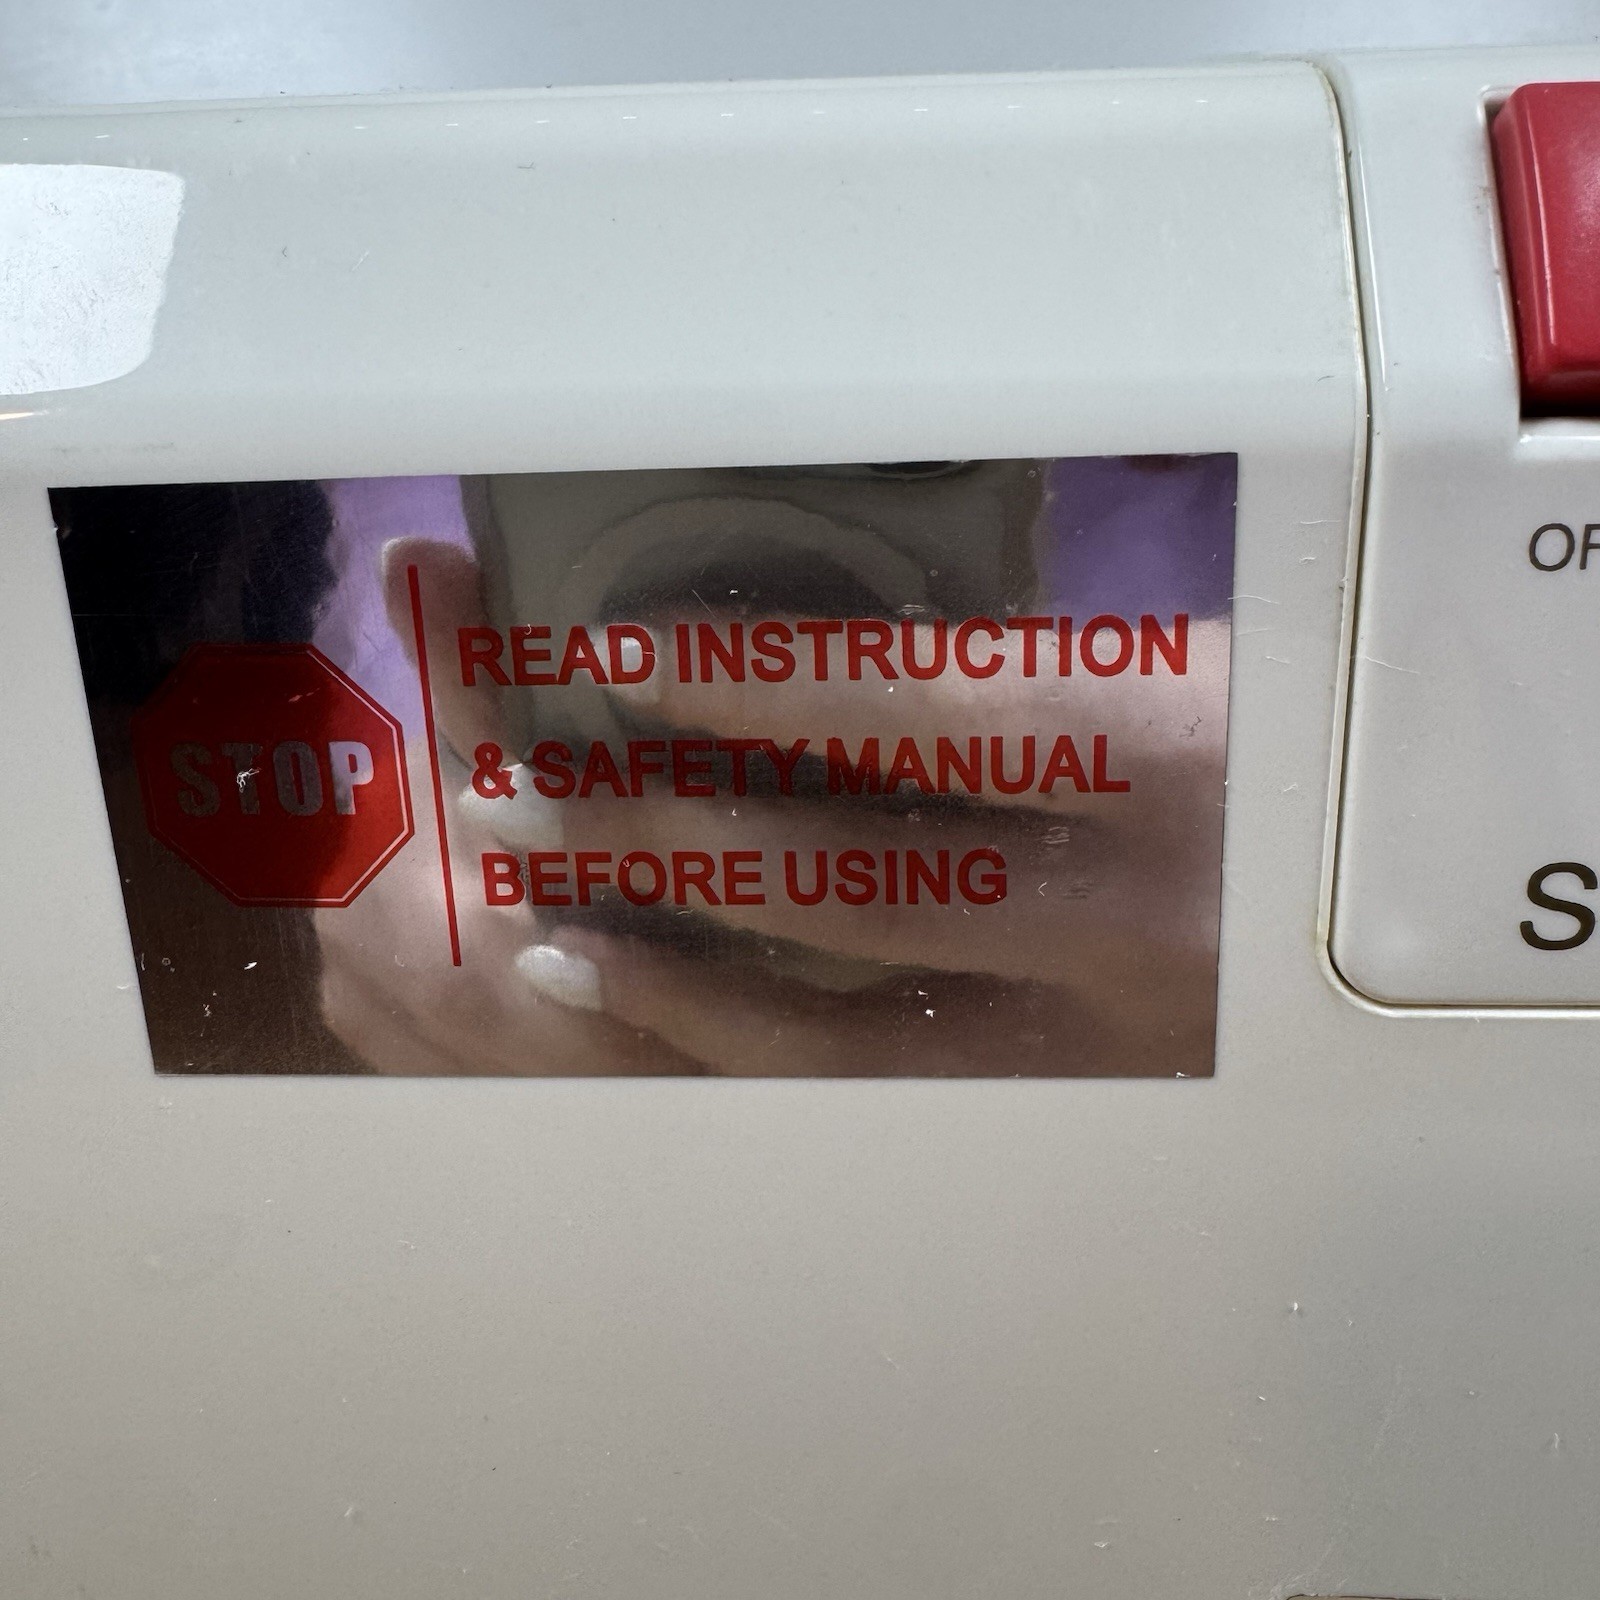 STOP
READ INSTRUCTION
& SAFETY MANUAL
BEFORE USING